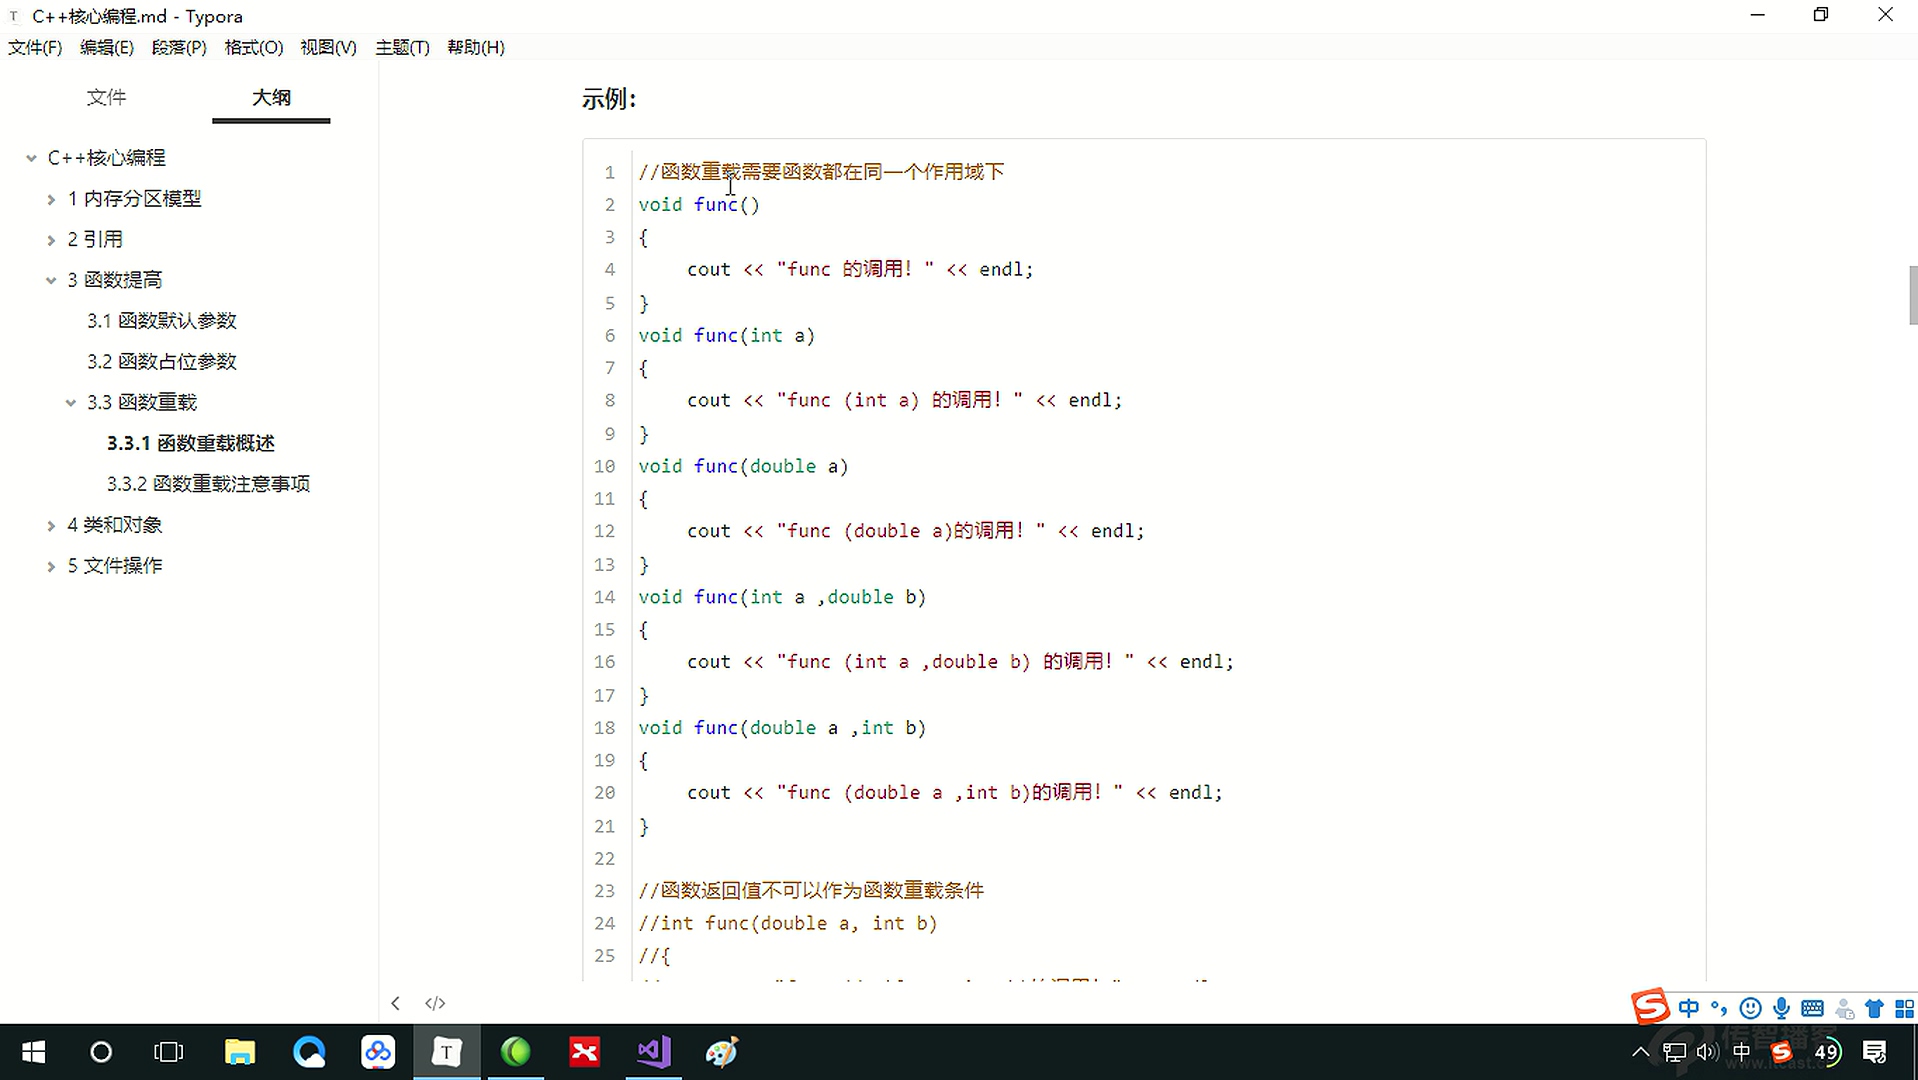 C++核心编程.md - Typora
文件(F) 编辑(E) 段落(P) 格式(O) 视图(V) 主题(T) 帮助(H)
文件 大纲
C++核心编程
1 内存分区模型
2 引用
3 函数提高
3.1 函数默认参数
3.2 函数占位参数
3.3 函数重载
3.3.1 函数重载概述
3.3.2 函数重载注意事项
4 类和对象
5 文件操作
示例：
1 //函数重载需要函数都在同一个作用域下
2 void func()
3 {
4     cout << "func 的调用！" << endl;
5 }
6 void func(int a)
7 {
8     cout << "func (int a) 的调用！" << endl;
9 }
10 void func(double a)
11 {
12     cout << "func (double a)的调用！" << endl;
13 }
14 void func(int a ,double b)
15 {
16     cout << "func (int a ,double b) 的调用！" << endl;
17 }
18 void func(double a ,int b)
19 {
20     cout << "func (double a ,int b)的调用！" << endl;
21 }
22
23 //函数返回值不可以作为函数重载条件
24 //int func(double a, int b)
25 //{
中
传智播客
中 49